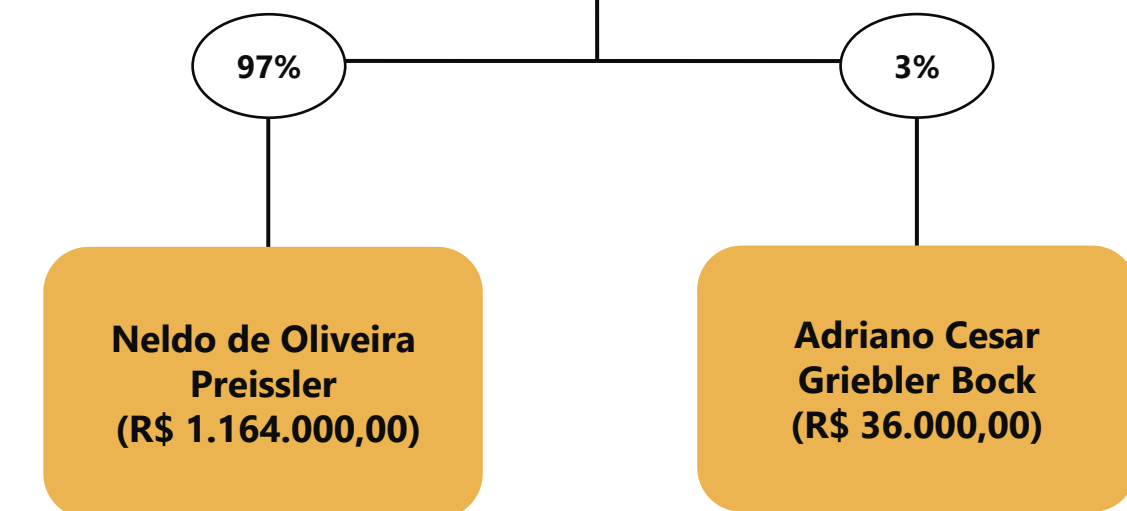 97%
3%
Neldo de Oliveira
Preissler
(R$ 1.164.000,00)
Adriano Cesar
Griebler Bock
(R$ 36.000,00)